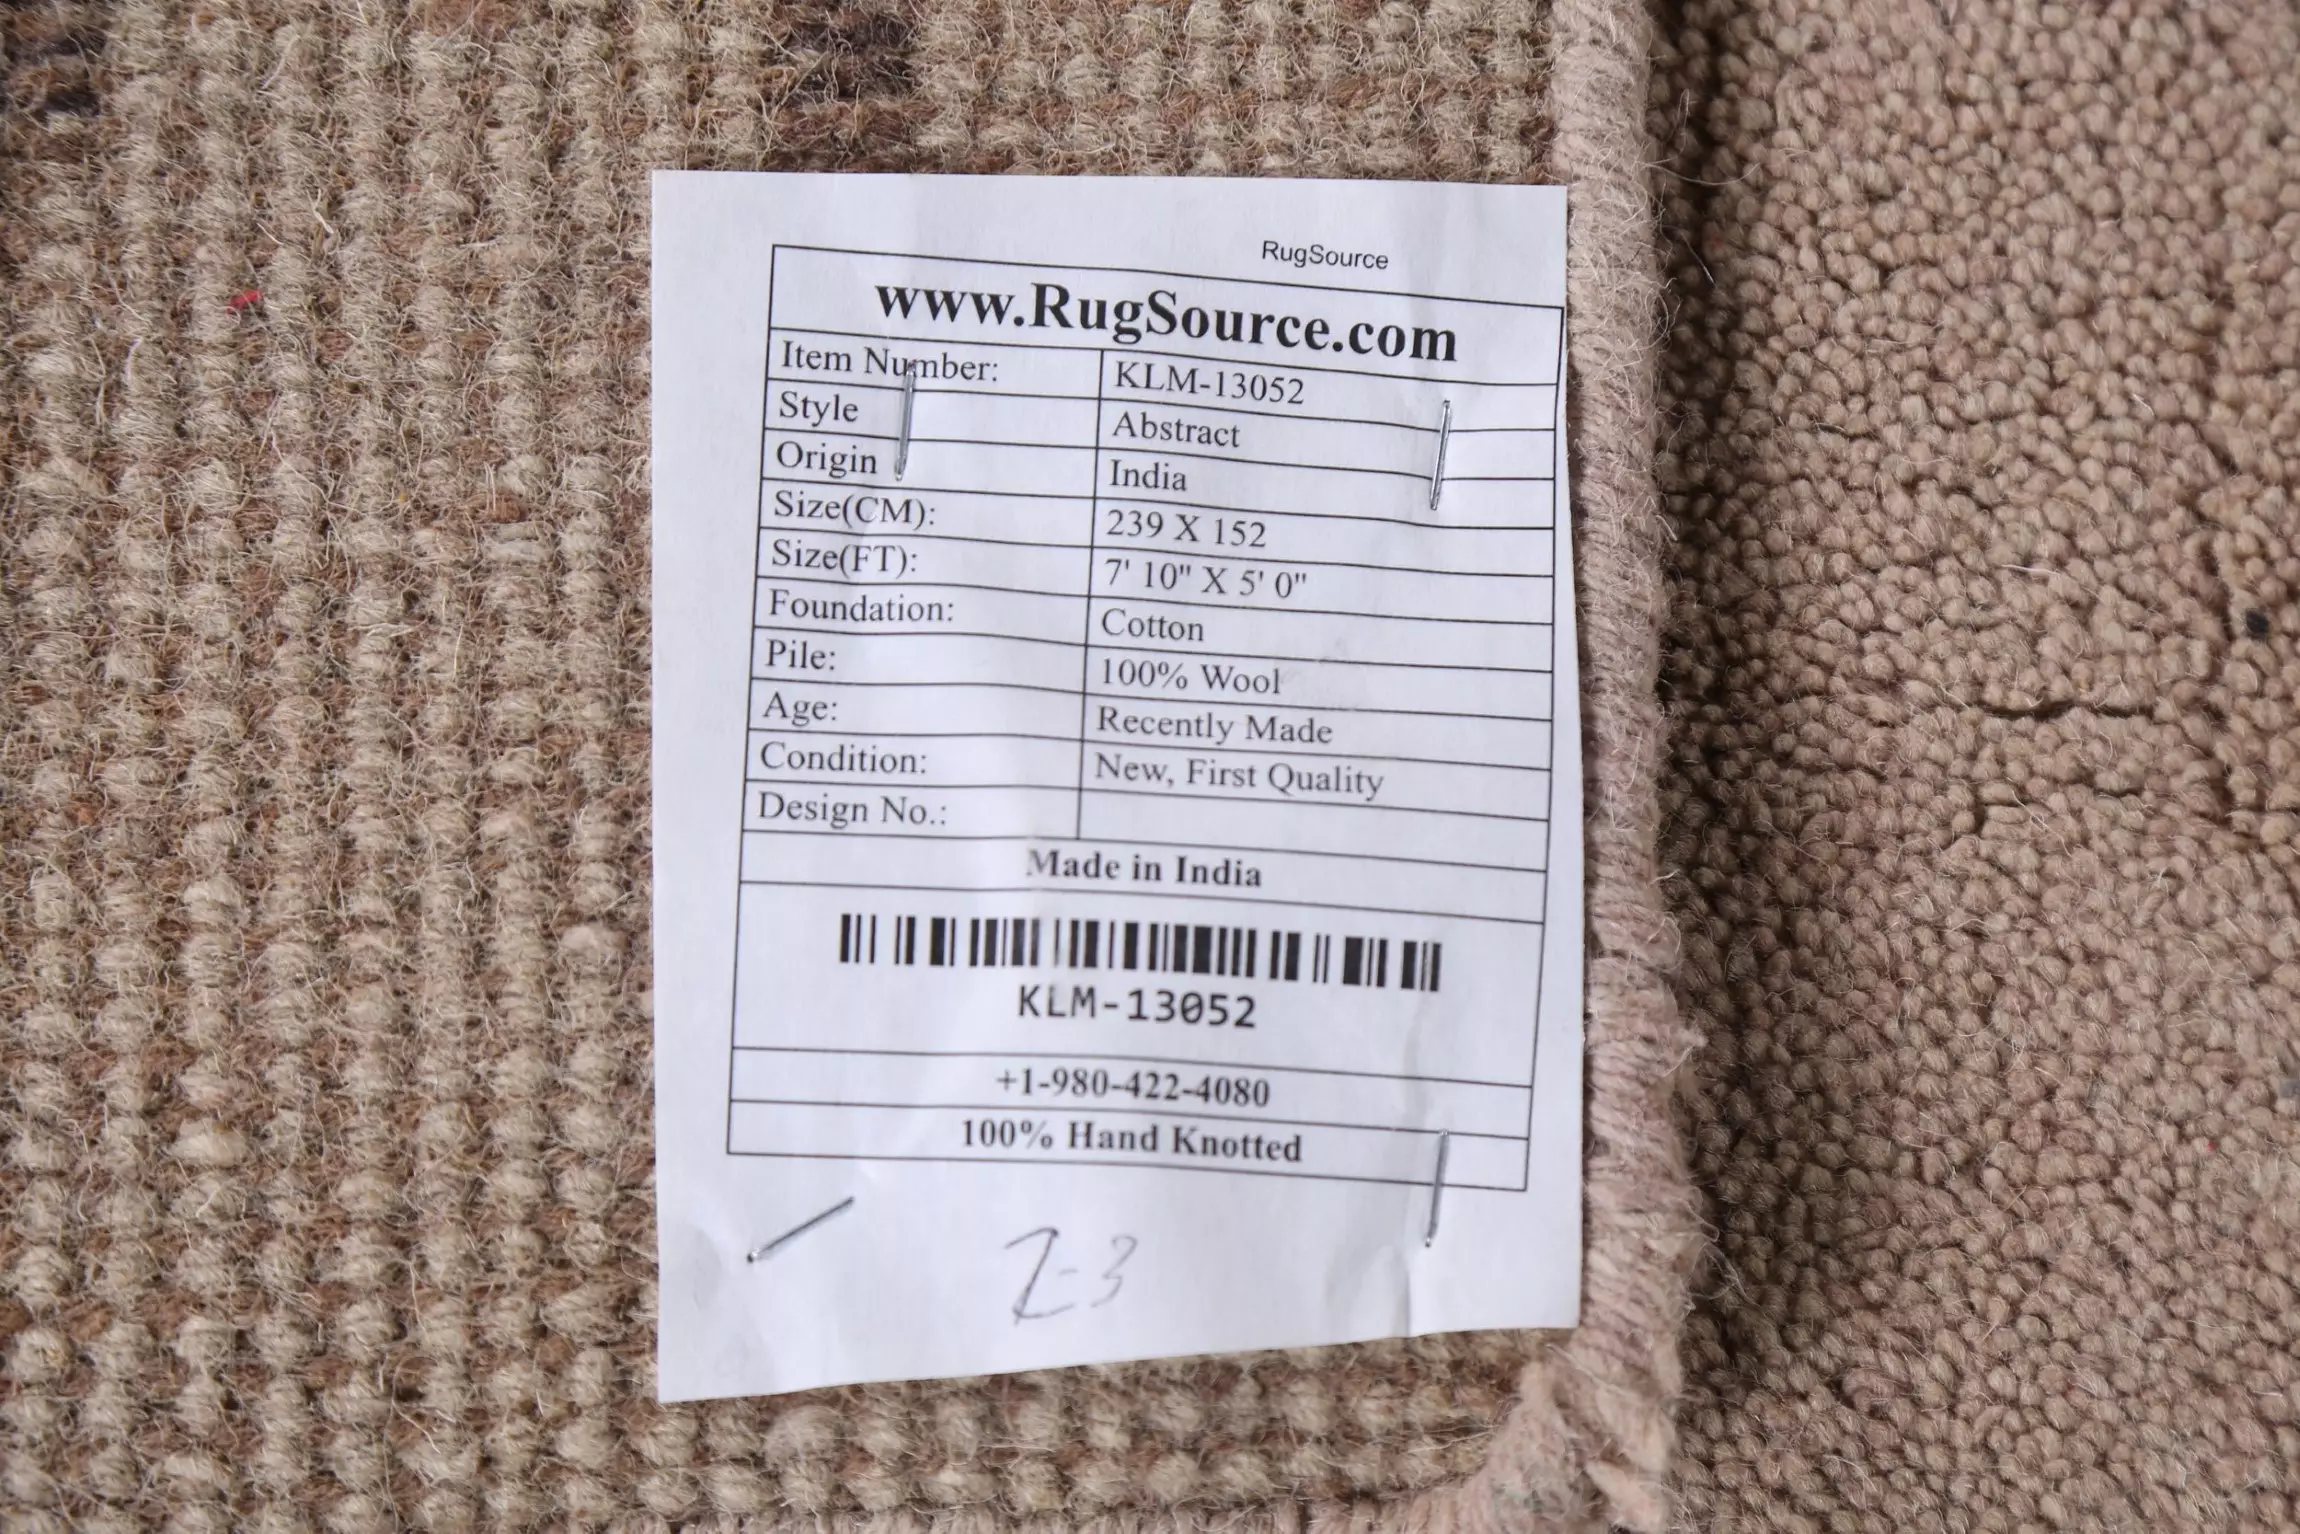 RugSource
www.RugSource.com
Item Number: KLM-13052
Style Abstract
Origin India
Size(CM): 239 X 152
Size(FT): 7' 10" X 5' 0"
Foundation: Cotton
Pile: 100% Wool
Age: Recently Made
Condition: New, First Quality
Design No.:
Made in India
KLM-13052
+1-980-422-4080
100% Hand Knotted